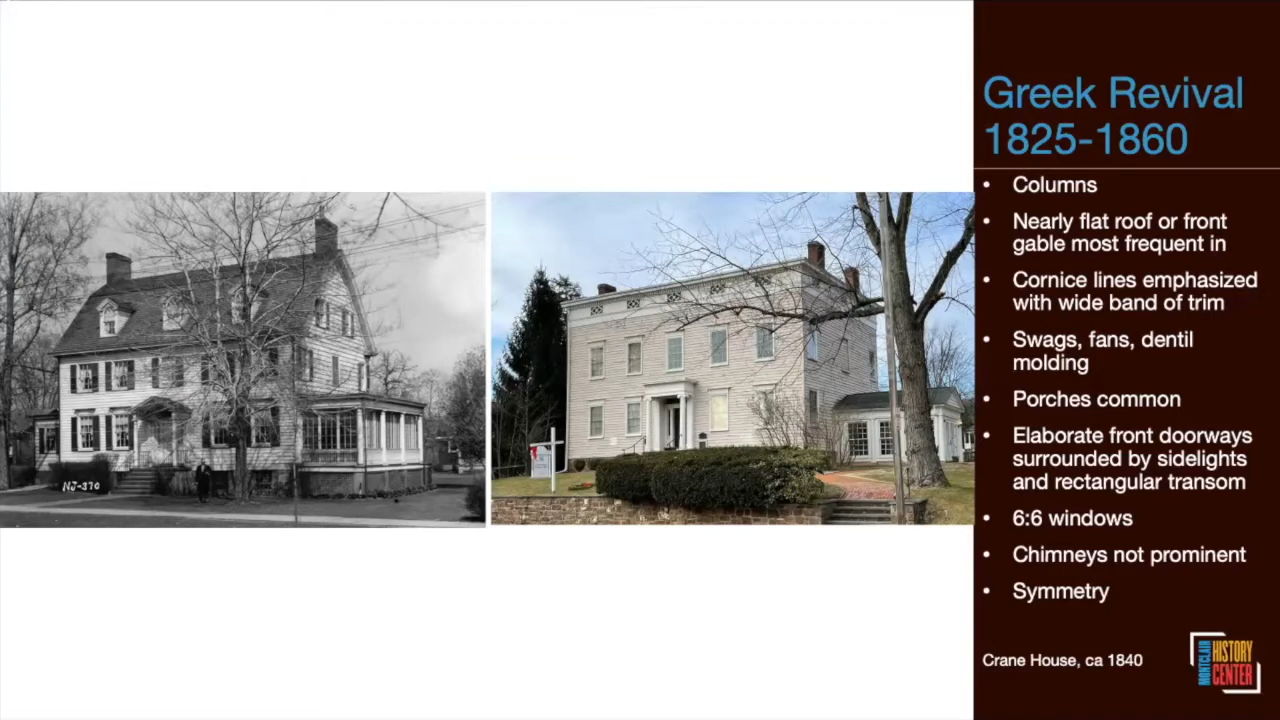 Greek Revival
1825-1860
• Columns
• Nearly flat roof or front
gable most frequent in
• Cornice lines emphasized
with wide band of trim
• Swags, fans, dentil
molding
• Porches common
• Elaborate front doorways
surrounded by sidelights
and rectangular transom
• 6:6 windows
• Chimneys not prominent
• Symmetry
Crane House, ca 1840
MONTCLAIR
HISTORY
CENTER
NJ-370